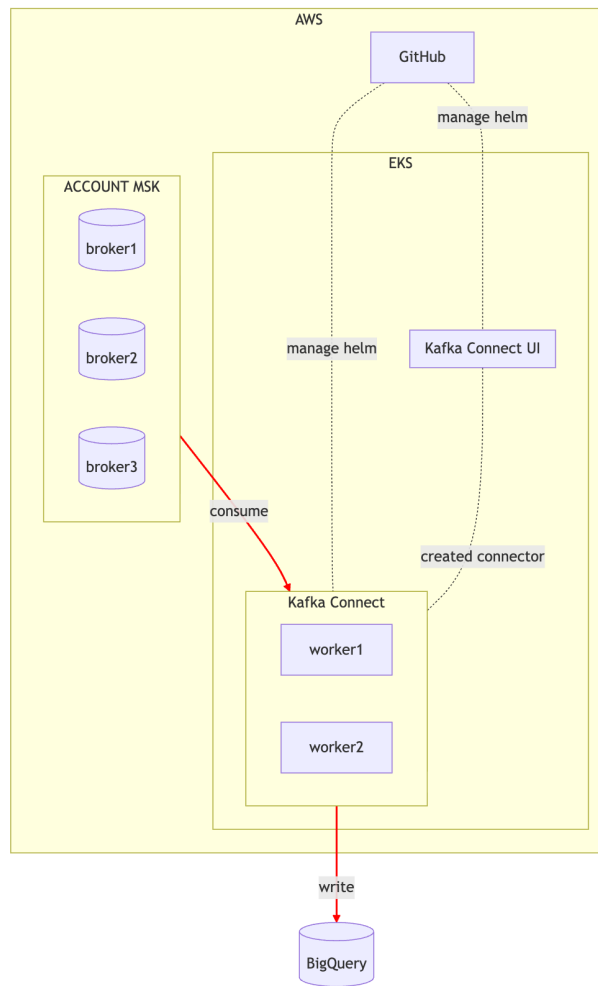 AWS
GitHub
manage helm
EKS
ACCOUNT MSK
broker1
broker2
broker3
manage helm
Kafka Connect UI
consume
created connector
Kafka Connect
worker1
worker2
write
BigQuery